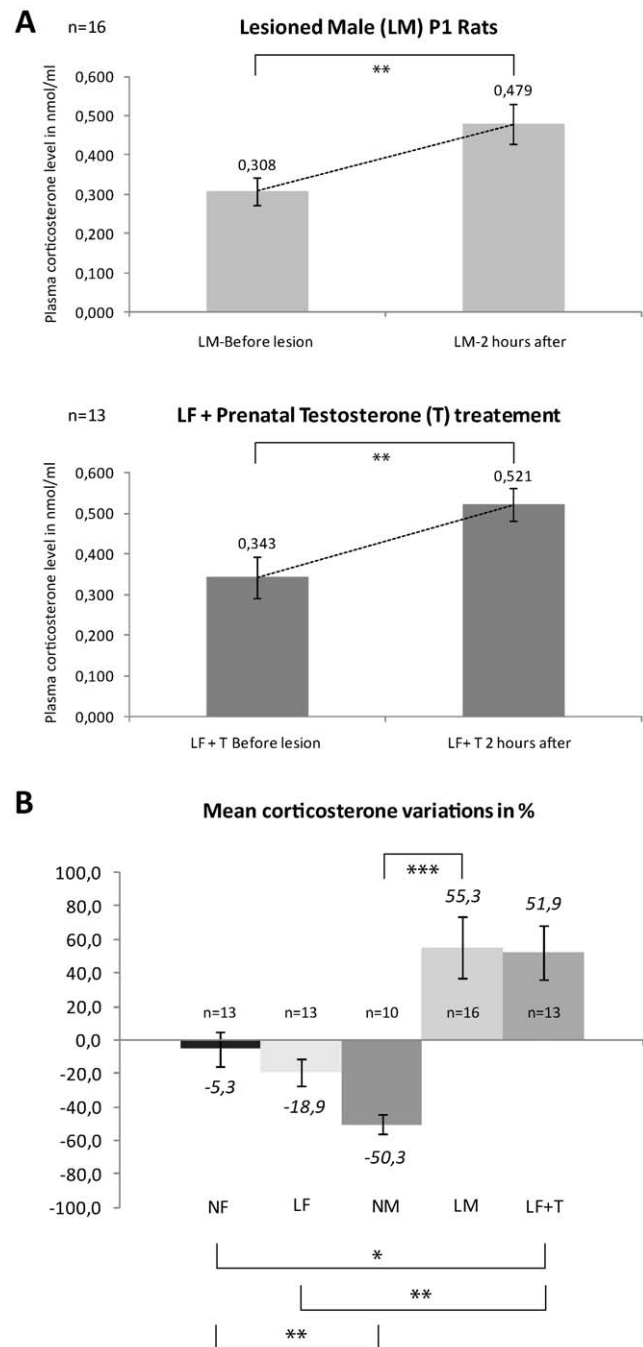 A
n=16
Lesioned Male (LM) P1 Rats
Plasma corticosterone level in nmol/ml
0,600
0,500
0,400
0,300
0,200
0,100
0,000
**
0,308
0,479
LM-Before lesion
LM-2 hours after
n=13
LF + Prenatal Testosterone (T) treatement
Plasma corticosterone level in nmol/ml
0,600
0,500
0,400
0,300
0,200
0,100
0,000
**
0,343
0,521
LF + T Before lesion
LF+ T 2 hours after
B
Mean corticosterone variations in %
100,0
80,0
60,0
40,0
20,0
0,0
-20,0
-40,0
-60,0
-80,0
-100,0
***
55,3
51,9
n=13
n=13
n=10
n=16
n=13
-5,3
-18,9
-50,3
NF
LF
NM
LM
LF+T
*
**
**